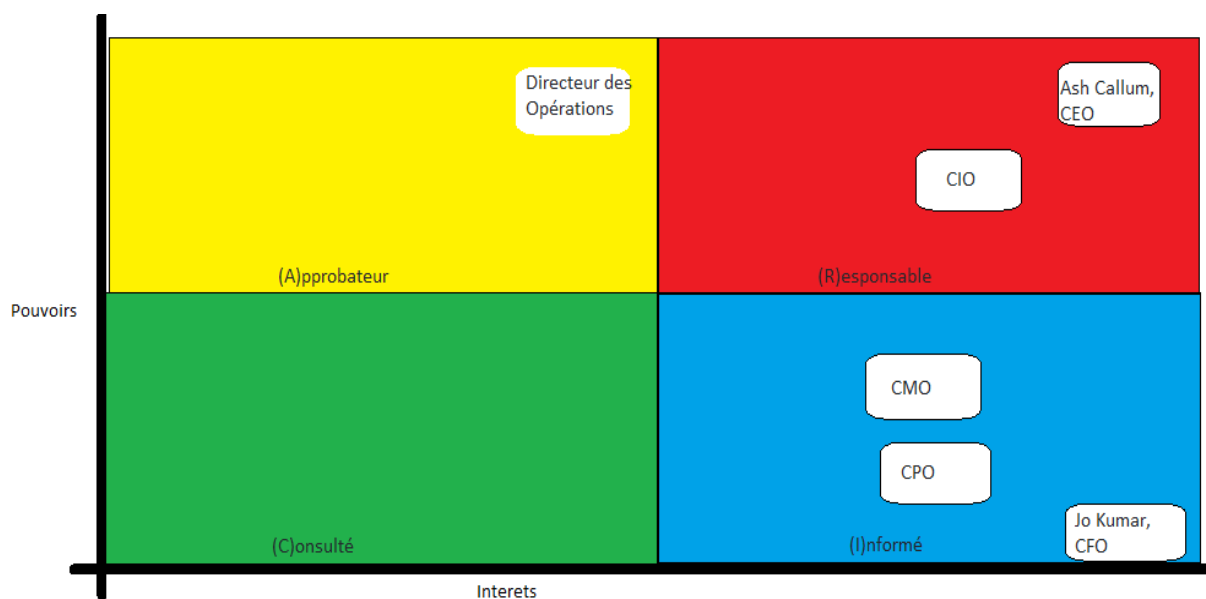 Directeur des
Opérations
Ash Callum,
CEO
CIO
(A)pprobateur
(R)esponsable
Pouvoirs
CMO
CPO
Jo Kumar,
CFO
(C)onsulté
(I)nformé
Interets